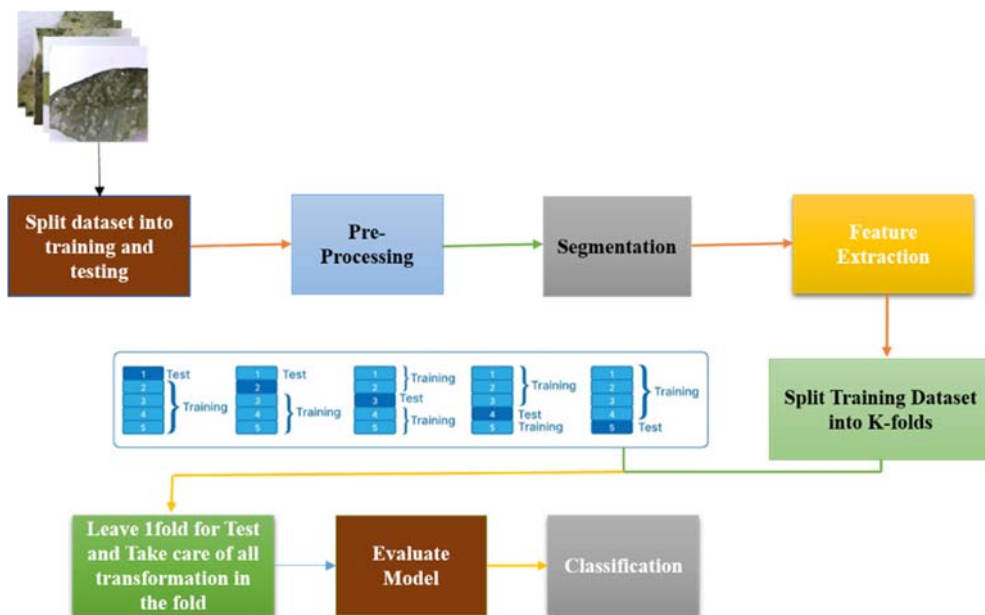 Split dataset into
training and
testing
Pre-
Processing
Segmentation
Feature
Extraction
1
2
3
4
5
Test
Training
1
2
3
4
5
Test
Training
1
2
3
4
5
Training
Test
Training
1
2
3
4
5
Training
Test
Training
1
2
3
4
5
Training
Test
Split Training Dataset
into K-folds
Leave 1fold for Test
and Take care of all
transformation in
the fold
Evaluate
Model
Classification